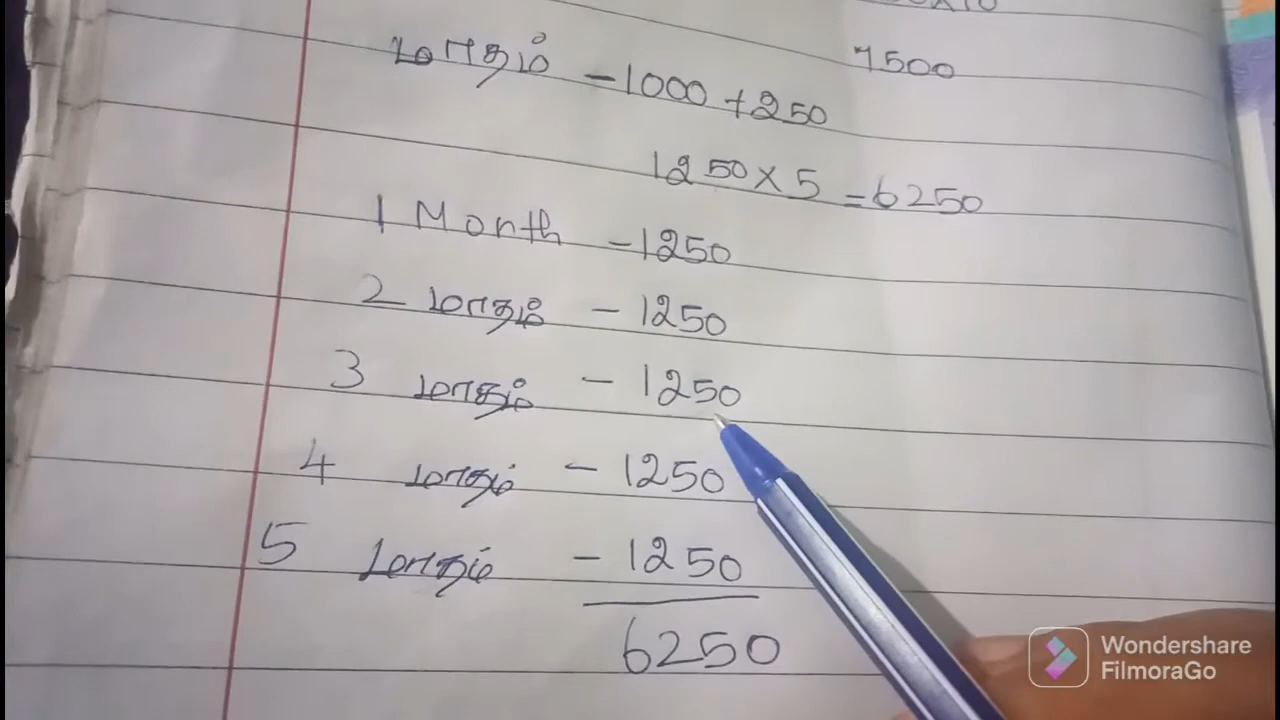 7500
மாதம் - 1000 + 250
1250 × 5 = 6250
1 Month - 1250
2 மாதம் - 1250
3 மாதம் - 1250
4 மாதம் - 1250
5 மாதம் - 1250
6250
Wondershare
FilmoraGo